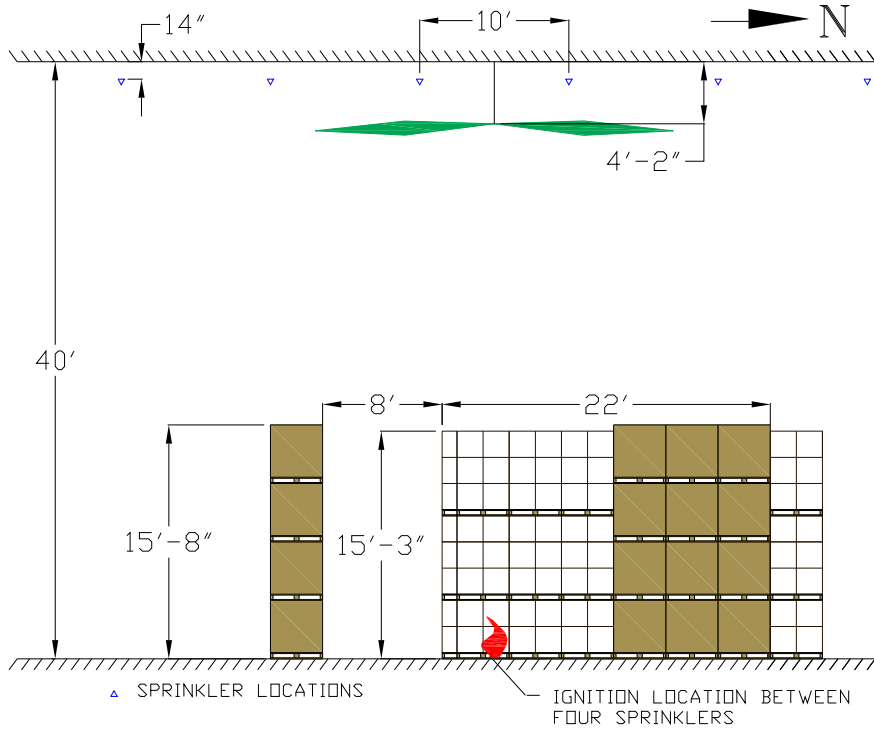 14"
10'
N
4'-2"
40'
8'
22'
15'-8"
15'-3"
SPRINKLER LOCATIONS
IGNITION LOCATION BETWEEN
FOUR SPRINKLERS